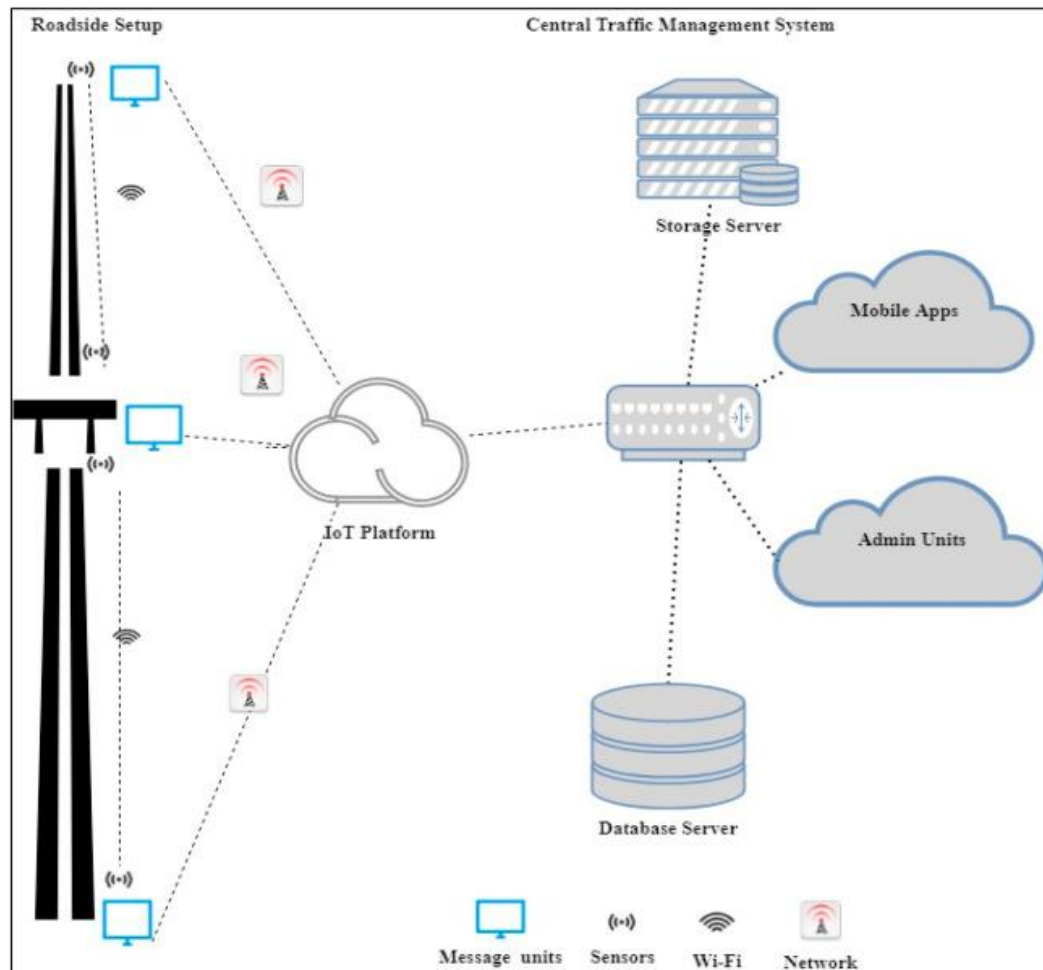 Roadside Setup
Central Traffic Management System
Storage Server
Mobile Apps
IoT Platform
Admin Units
Database Server
Message units
Sensors
Wi-Fi
Network